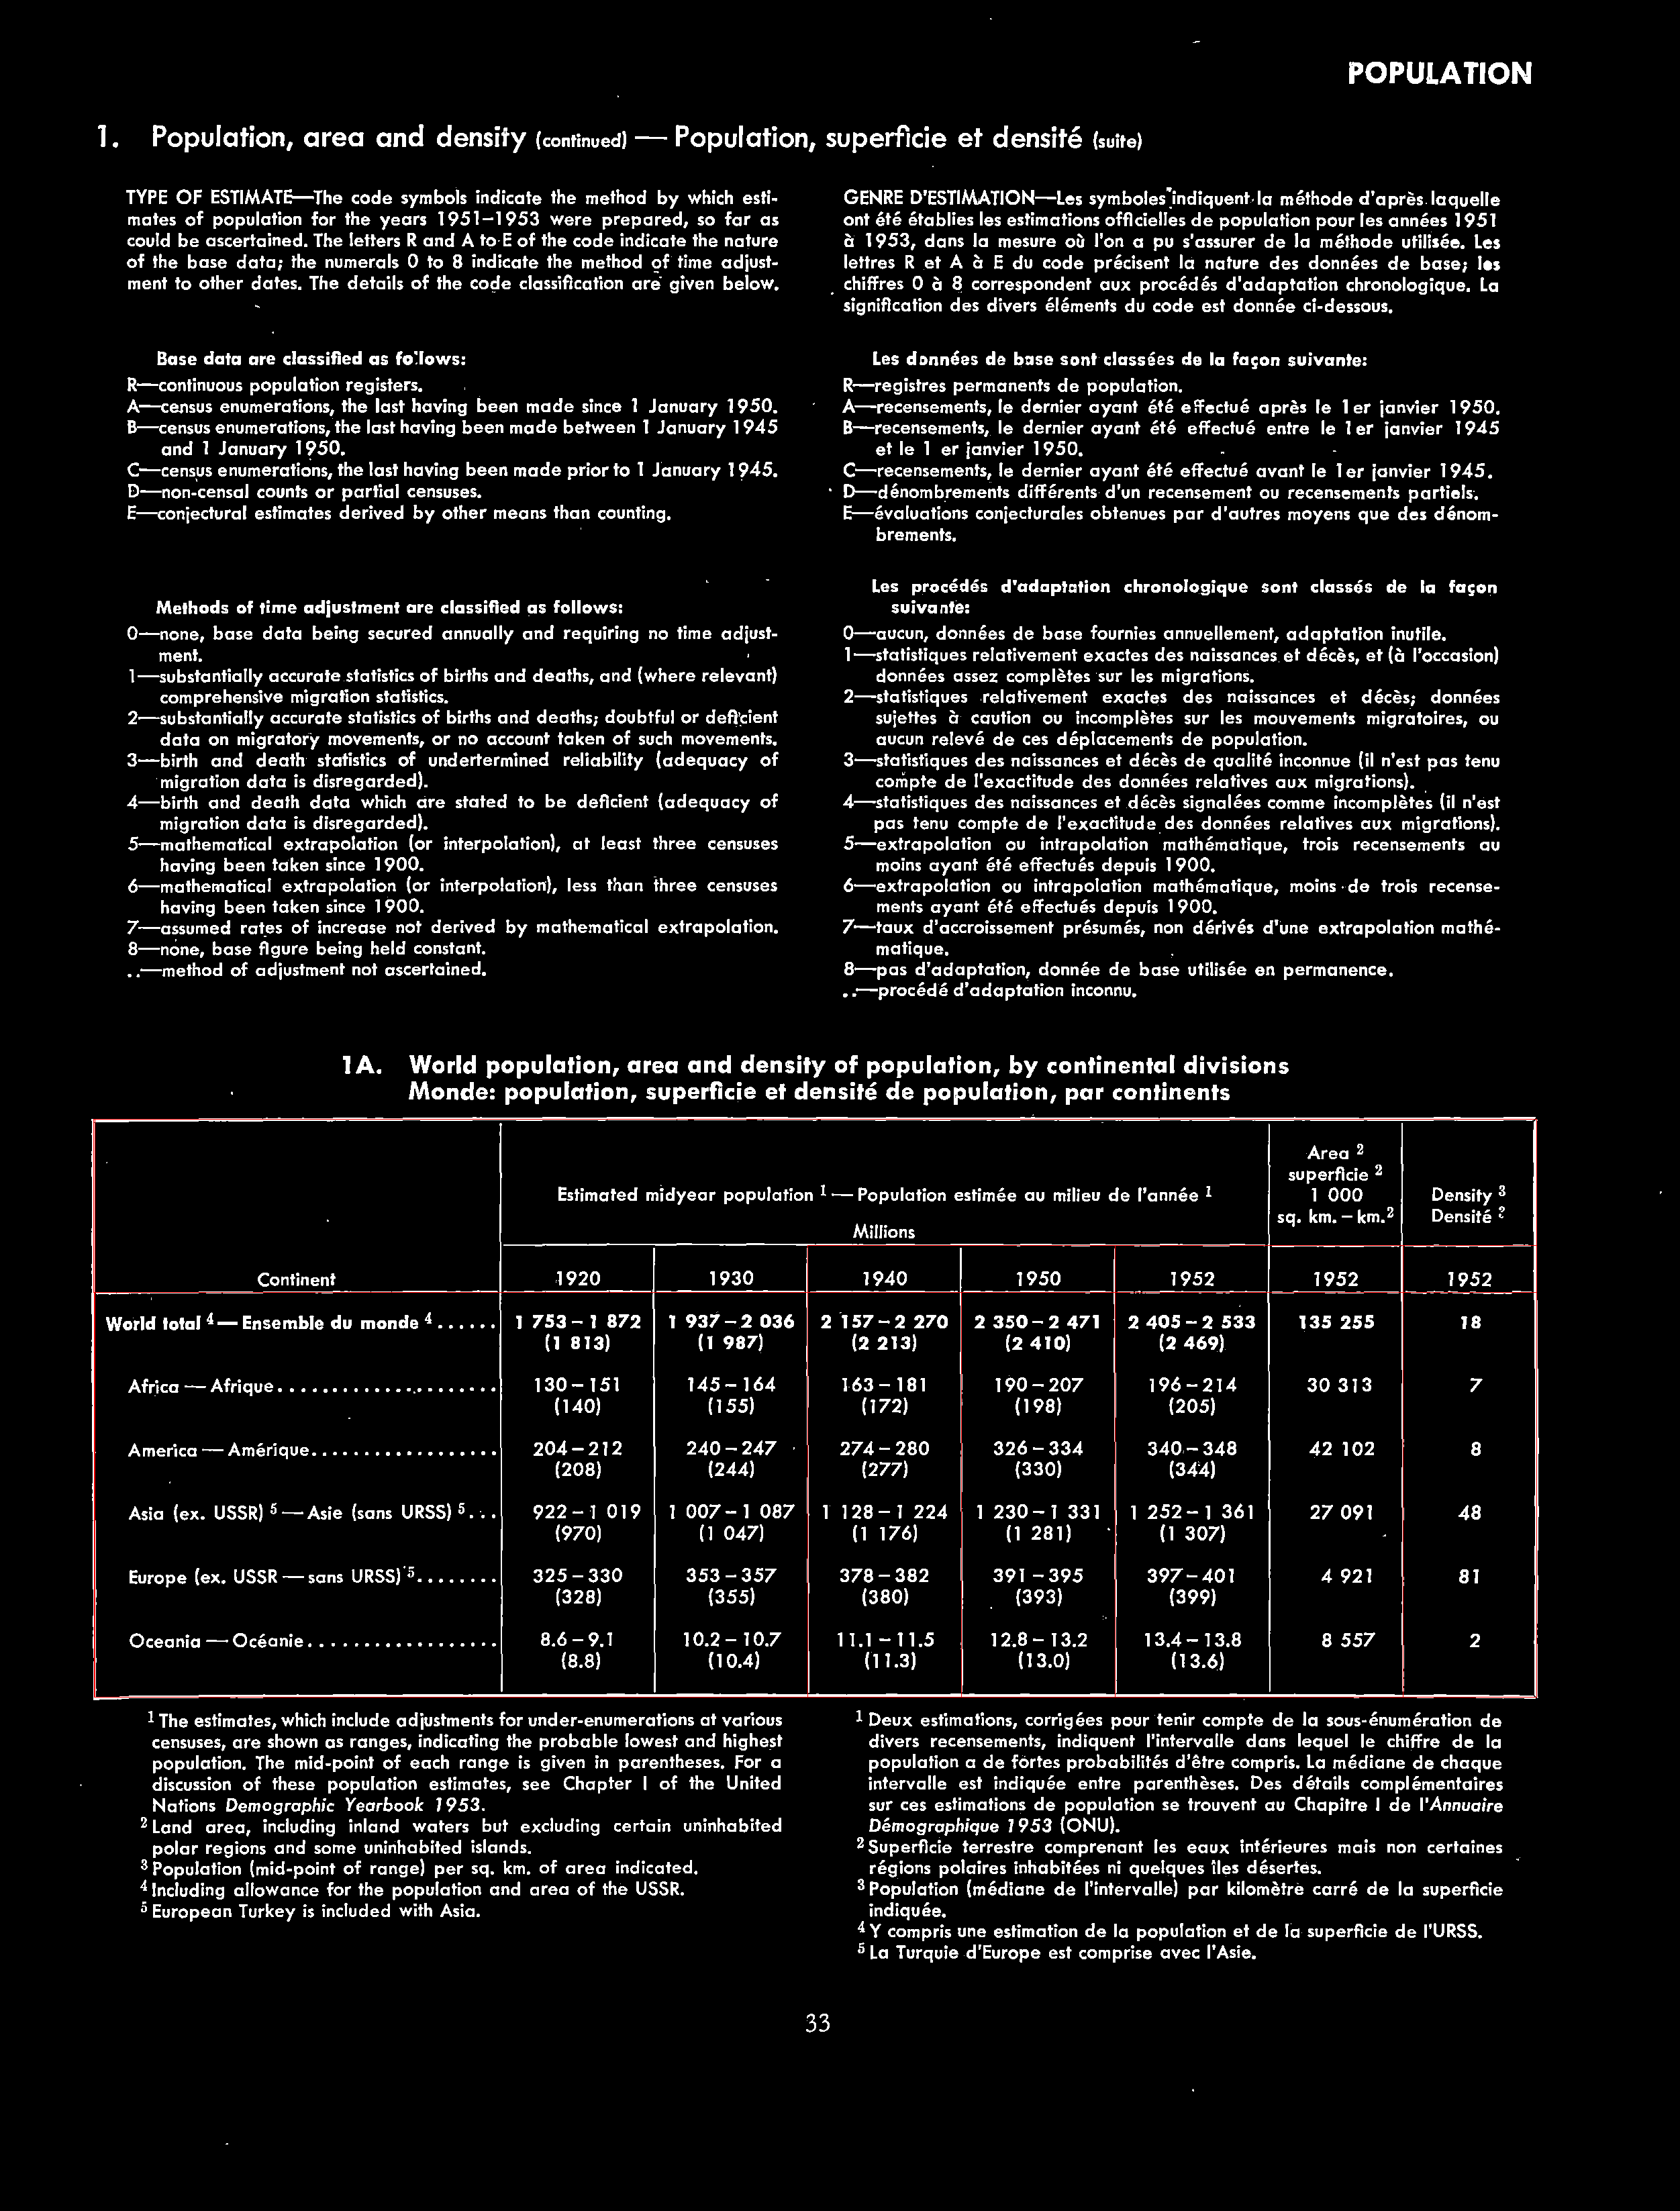 POPULATION
1. Population, area and density (continued) — Population, superficie et densité (suite)
TYPE OF ESTIMATE—The code symbols indicate the method by which esti-
mates of population for the years 1951–1953 were prepared, so far as
could be ascertained. The letters R and A to E of the code indicate the nature
of the base data; the numerals 0 to 8 indicate the method of time adjust-
ment to other dates. The details of the code classification are given below.
Base data are classified as follows:
R—continuous population registers.
A—census enumerations, the last having been made since 1 January 1950.
B—census enumerations, the last having been made between 1 January 1945
and 1 January 1950.
C—census enumerations, the last having been made prior to 1 January 1945.
D—non-censal counts or partial censuses.
E—conjectural estimates derived by other means than counting.
Methods of time adjustment are classified as follows:
0—none, base data being secured annually and requiring no time adjust-
ment.
1—substantially accurate statistics of births and deaths, and (where relevant)
comprehensive migration statistics.
2—substantially accurate statistics of births and deaths; doubtful or deficient
data on migratory movements, or no account taken of such movements.
3—birth and death statistics of undertermined reliability (adequacy of
migration data is disregarded).
4—birth and death data which are stated to be deficient (adequacy of
migration data is disregarded).
5—mathematical extrapolation (or interpolation), at least three censuses
having been taken since 1900.
6—mathematical extrapolation (or interpolation), less than three censuses
having been taken since 1900.
7—assumed rates of increase not derived by mathematical extrapolation.
8—none, base figure being held constant.
..—method of adjustment not ascertained.
GENRE D'ESTIMATION—Les symboles indiquent la méthode d'après laquelle
ont été établies les estimations officielles de population pour les années 1951
à 1953, dans la mesure où l'on a pu s'assurer de la méthode utilisée. Les
lettres R et A à E du code précisent la nature des données de base; les
chiffres 0 à 8 correspondent aux procédés d'adaptation chronologique. La
signification des divers éléments du code est donnée ci-dessous.
Les données de base sont classées de la façon suivante:
R—registres permanents de population.
A—recensements, le dernier ayant été effectué après le 1er janvier 1950.
B—recensements, le dernier ayant été effectué entre le 1er janvier 1945
et le 1 er janvier 1950.
C—recensements, le dernier ayant été effectué avant le 1er janvier 1945.
D—dénombrements différents d'un recensement ou recensements partiels.
E—évaluations conjecturales obtenues par d'autres moyens que des dénom-
brements.
Les procédés d'adaptation chronologique sont classés de la façon
suivante:
0—aucun, données de base fournies annuellement, adaptation inutile.
1—statistiques relativement exactes des naissances et décès, et (à l'occasion)
données assez complètes sur les migrations.
2—statistiques relativement exactes des naissances et décès; données
sujettes à caution ou incomplètes sur les mouvements migratoires, ou
aucun relevé de ces déplacements de population.
3—statistiques des naissances et décès de qualité inconnue (il n'est pas tenu
compte de l'exactitude des données relatives aux migrations).
4—statistiques des naissances et décès signalées comme incomplètes (il n'est
pas tenu compte de l'exactitude des données relatives aux migrations).
5—extrapolation ou intrapolation mathématique, trois recensements au
moins ayant été effectués depuis 1900.
6—extrapolation ou intrapolation mathématique, moins de trois recense-
ments ayant été effectués depuis 1900.
7—taux d'accroissement présumés, non dérivés d'une extrapolation mathé-
matique.
8—pas d'adaptation, donnée de base utilisée en permanence.
..—procédé d'adaptation inconnu.
1A. World population, area and density of population, by continental divisions
Monde: population, superficie et densité de population, par continents
Estimated midyear population 1 — Population estimée au milieu de l'année 1
Millions
Area 2
superficie 2
1 000
sq. km. – km.2
Density 3
Densité 3
Continent 1920 1930 1940 1950 1952 1952 1952
World total 4 — Ensemble du monde 4...... 1 753 – 1 872 1 937 – 2 036 2 157 – 2 270 2 350 – 2 471 2 405 – 2 533 135 255 18
(1 813) (1 987) (2 213) (2 410) (2 469)
Africa — Afrique...................... 130 – 151 145 – 164 163 – 181 190 – 207 196 – 214 30 313 7
(140) (155) (172) (198) (205)
America — Amérique.................. 204 – 212 240 – 247 274 – 280 326 – 334 340 – 348 42 102 8
(208) (244) (277) (330) (344)
Asia (ex. USSR) 5 — Asie (sans URSS) 5.... 922 – 1 019 1 007 – 1 087 1 128 – 1 224 1 230 – 1 331 1 252 – 1 361 27 091 48
(970) (1 047) (1 176) (1 281) (1 307)
Europe (ex. USSR — sans URSS) 5........ 325 – 330 353 – 357 378 – 382 391 – 395 397 – 401 4 921 81
(328) (355) (380) (393) (399)
Oceania — Océanie.................. 8.6 – 9.1 10.2 – 10.7 11.1 – 11.5 12.8 – 13.2 13.4 – 13.8 8 557 2
(8.8) (10.4) (11.3) (13.0) (13.6)
1 The estimates, which include adjustments for under-enumerations at various
censuses, are shown as ranges, indicating the probable lowest and highest
population. The mid-point of each range is given in parentheses. For a
discussion of these population estimates, see Chapter I of the United
Nations Demographic Yearbook 1953.
2 Land area, including inland waters but excluding certain uninhabited
polar regions and some uninhabited islands.
3 Population (mid-point of range) per sq. km. of area indicated.
4 Including allowance for the population and area of the USSR.
5 European Turkey is included with Asia.
1 Deux estimations, corrigées pour tenir compte de la sous-énumération de
divers recensements, indiquent l'intervalle dans lequel le chiffre de la
population a de fortes probabilités d'être compris. La médiane de chaque
intervalle est indiquée entre parenthèses. Des détails complémentaires
sur ces estimations de population se trouvent au Chapitre I de l'Annuaire
Démographique 1953 (ONU).
2 Superficie terrestre comprenant les eaux intérieures mais non certaines
régions polaires inhabitées ni quelques îles désertes.
3 Population (médiane de l'intervalle) par kilomètre carré de la superficie
indiquée.
4 Y compris une estimation de la population et de la superficie de l'URSS.
5 La Turquie d'Europe est comprise avec l'Asie.
33